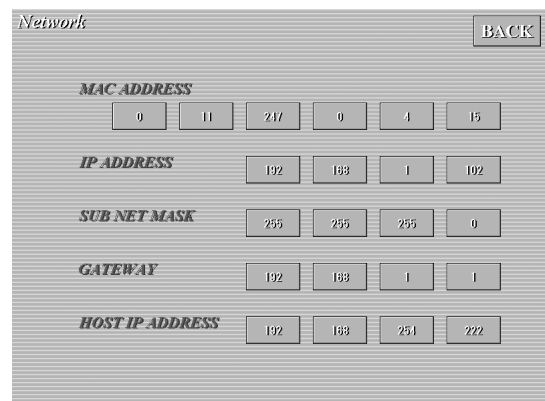 Network
BACK
MAC ADDRESS
0 11 247 0 4 15
IP ADDRESS
192 168 1 102
SUB NET MASK
255 255 255 0
GATEWAY
192 168 1 1
HOST IP ADDRESS
192 168 254 222